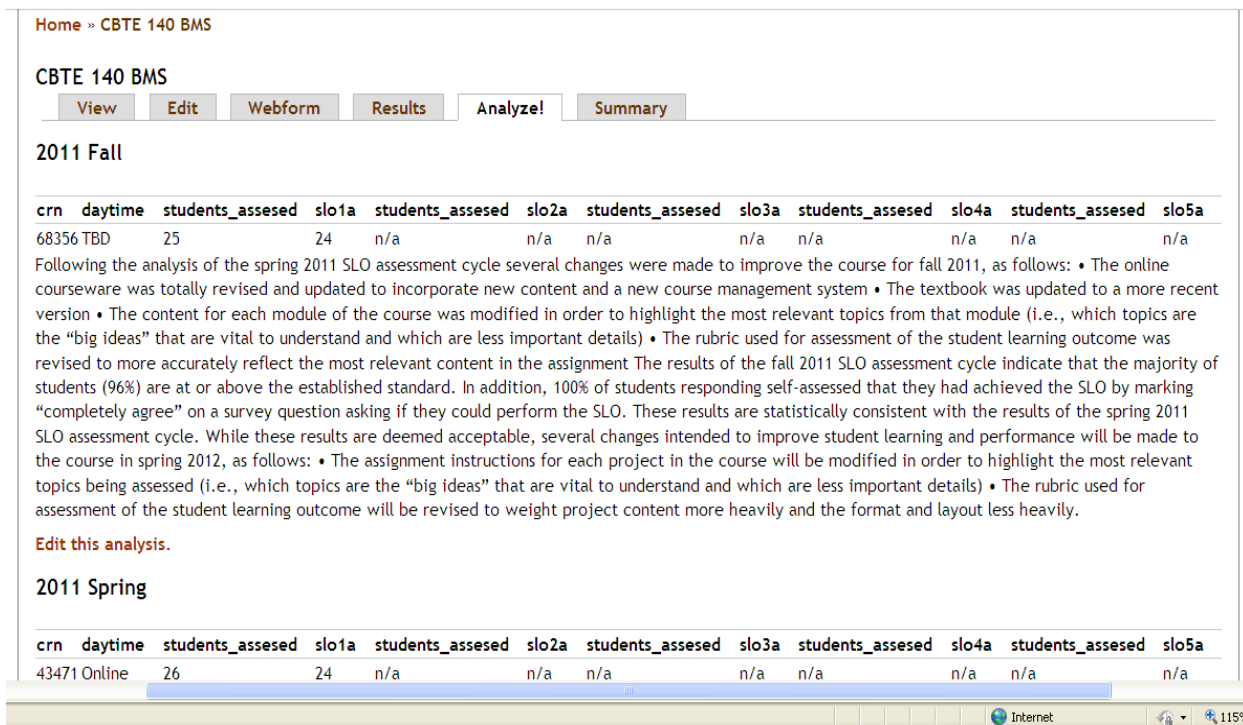 Home » CBTE 140 BMS
CBTE 140 BMS
View Edit Webform Results Analyze! Summary
2011 Fall
crn daytime students_assesed slo1a students_assesed slo2a students_assesed slo3a students_assesed slo4a students_assesed slo5a
68356 TBD 25 24 n/a n/a n/a n/a n/a n/a n/a n/a
Following the analysis of the spring 2011 SLO assessment cycle several changes were made to improve the course for fall 2011, as follows: • The online
courseware was totally revised and updated to incorporate new content and a new course management system • The textbook was updated to a more recent
version • The content for each module of the course was modified in order to highlight the most relevant topics from that module (i.e., which topics are
the “big ideas” that are vital to understand and which are less important details) • The rubric used for assessment of the student learning outcome was
revised to more accurately reflect the most relevant content in the assignment The results of the fall 2011 SLO assessment cycle indicate that the majority of
students (96%) are at or above the established standard. In addition, 100% of students responding self-assessed that they had achieved the SLO by marking
“completely agree” on a survey question asking if they could perform the SLO. These results are statistically consistent with the results of the spring 2011
SLO assessment cycle. While these results are deemed acceptable, several changes intended to improve student learning and performance will be made to
the course in spring 2012, as follows: • The assignment instructions for each project in the course will be modified in order to highlight the most relevant
topics being assessed (i.e., which topics are the “big ideas” that are vital to understand and which are less important details) • The rubric used for
assessment of the student learning outcome will be revised to weight project content more heavily and the format and layout less heavily.
Edit this analysis.
2011 Spring
crn daytime students_assesed slo1a students_assesed slo2a students_assesed slo3a students_assesed slo4a students_assesed slo5a
43471 Online 26 24 n/a n/a n/a n/a n/a n/a n/a n/a
Internet